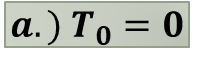 a.) T₀ = 0